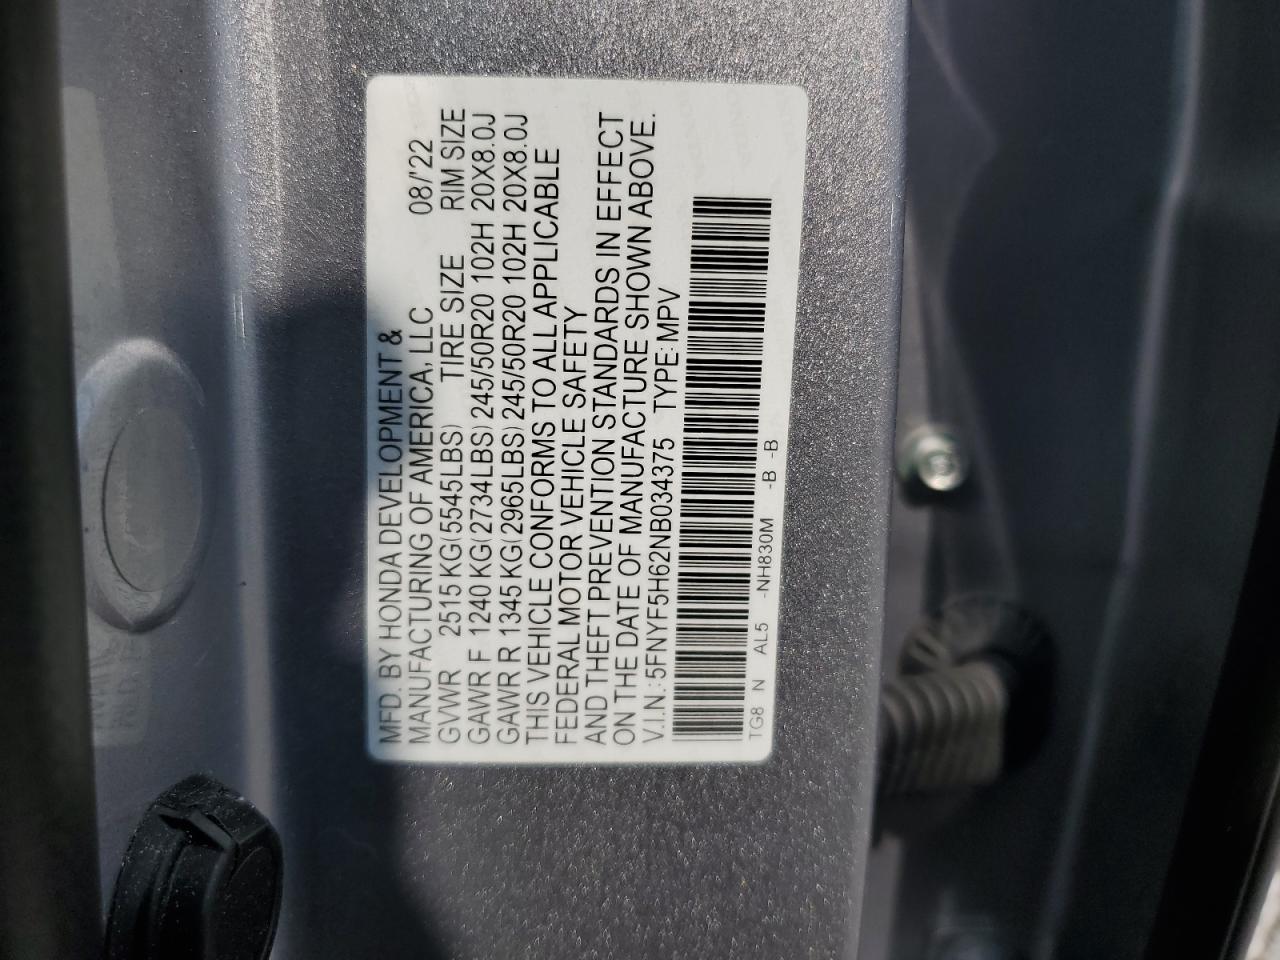 MFD. BY HONDA DEVELOPMENT &
MANUFACTURING OF AMERICA, LLC 08/'22
GVWR 2515 KG(5545LBS) TIRE SIZE RIM SIZE
GAWR F 1240 KG(2734LBS) 245/50R20 102H 20X8.0J
GAWR R 1345 KG(2965LBS) 245/50R20 102H 20X8.0J
THIS VEHICLE CONFORMS TO ALL APPLICABLE
FEDERAL MOTOR VEHICLE SAFETY
AND THEFT PREVENTION STANDARDS IN EFFECT
ON THE DATE OF MANUFACTURE SHOWN ABOVE.
V.I.N.: 5FNYF5H62NB034375 TYPE: MPV
TG8 N AL5 -NH830M -B -B